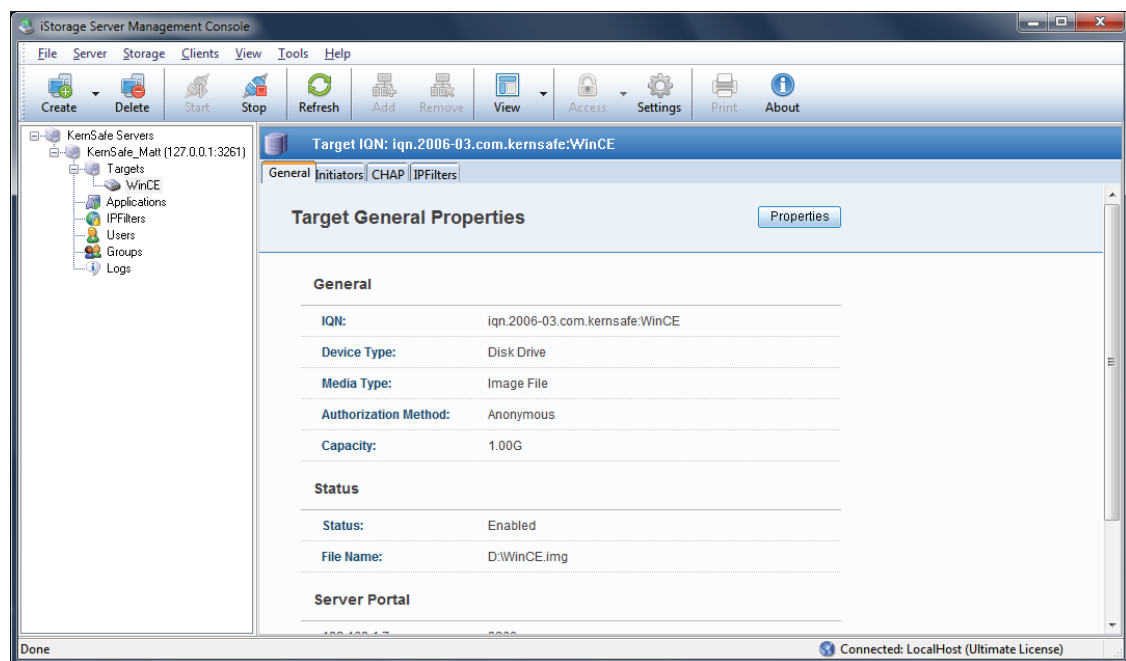 iStorage Server Management Console
File Server Storage Clients View Tools Help
Create Delete Start Stop Refresh Add Remove View Access Settings Print About
KernSafe Servers
KernSafe_Matt (127.0.0.1:3261)
Targets
WinCE
Applications
IPFilters
Users
Groups
Logs
Target IQN: iqn.2006-03.com.kernsafe:WinCE
General Initiators CHAP IPFilters
Target General Properties
Properties
General
IQN: iqn.2006-03.com.kernsafe:WinCE
Device Type: Disk Drive
Media Type: Image File
Authorization Method: Anonymous
Capacity: 1.00G
Status
Status: Enabled
File Name: D:\WinCE.img
Server Portal
Done
Connected: LocalHost (Ultimate License)